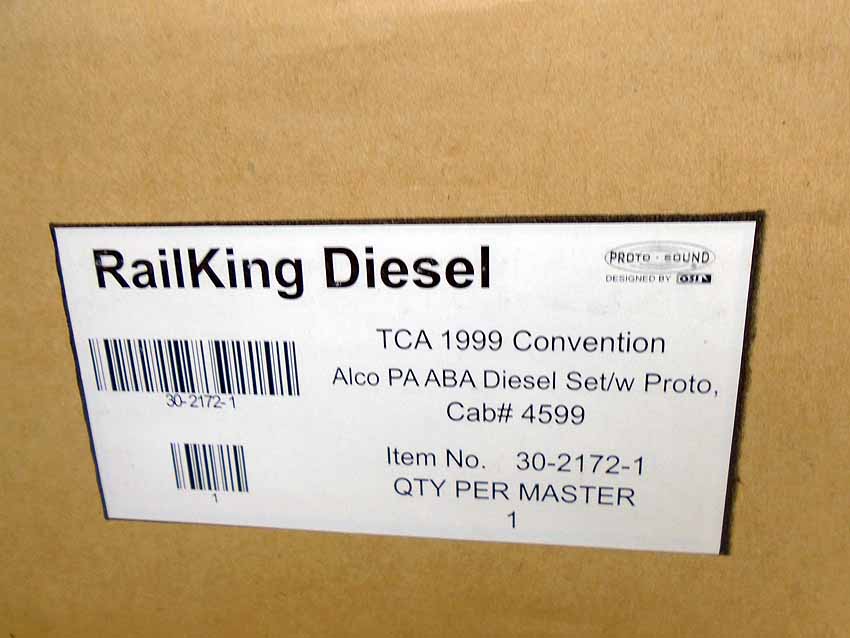 RailKing Diesel
PROTO-SOUND
DESIGNED BY QSI
TCA 1999 Convention
Alco PA ABA Diesel Set/w Proto,
Cab# 4599
30-2172-1
Item No. 30-2172-1
QTY PER MASTER
1
1